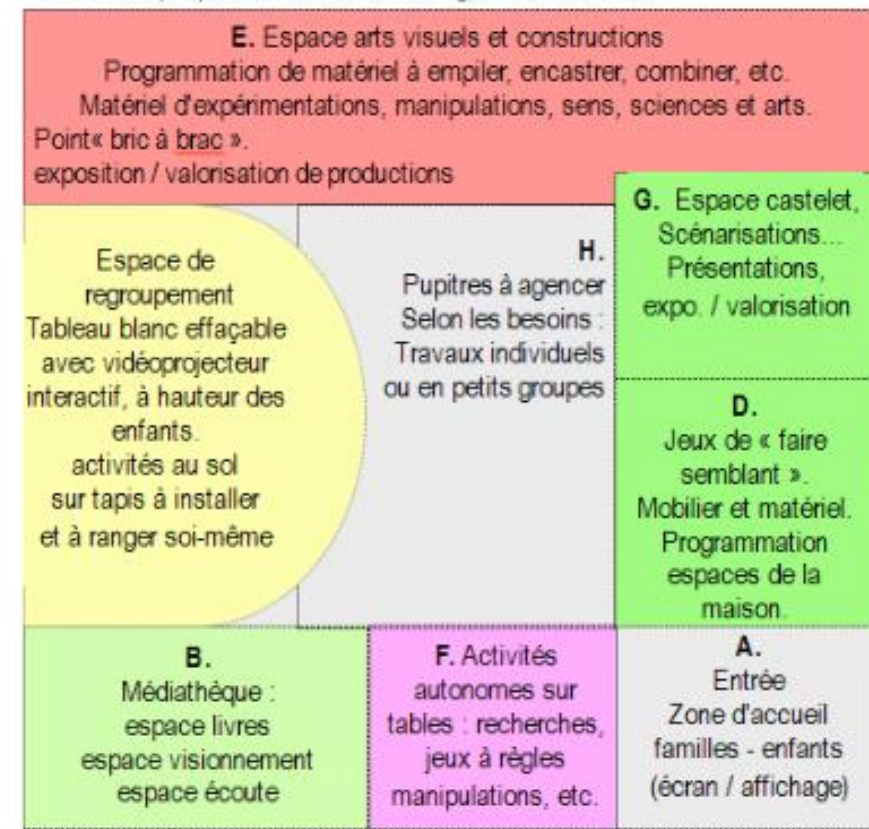 E. Espace arts visuels et constructions
Programmation de matériel à empiler, encastrer, combiner, etc.
Matériel d'expérimentations, manipulations, sens, sciences et arts.
Point« bric à brac ».
exposition / valorisation de productions
G. Espace castelet,
Scénarisations...
Présentations,
expo. / valorisation
Espace de
regroupement
Tableau blanc effaçable
avec vidéoprojecteur
interactif, à hauteur des
enfants.
activités au sol
sur tapis à installer
et à ranger soi-même
H.
Pupitres à agencer
Selon les besoins :
Travaux individuels
ou en petits groupes
D.
Jeux de « faire
semblant ».
Mobilier et matériel.
Programmation
espaces de la
maison.
B.
Médiathèque :
espace livres
espace visionnement
espace écoute
F. Activités
autonomes sur
tables : recherches,
jeux à règles
manipulations, etc.
A.
Entrée
Zone d'accueil
familles - enfants
(écran / affichage)